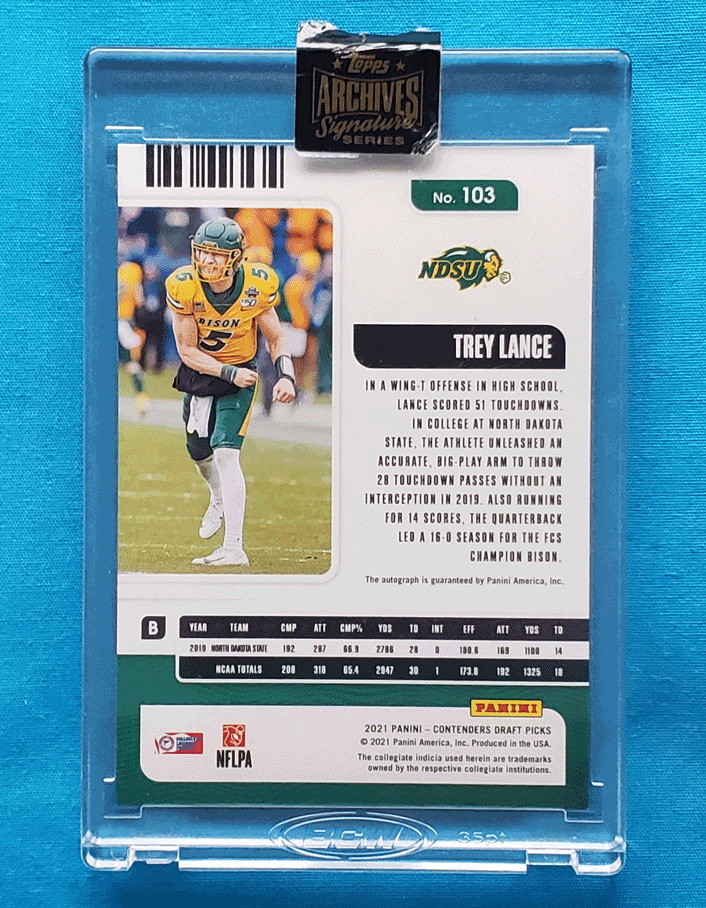 Topps
ARCHIVES
Signature
SERIES
No. 103
NDSU
5
BISON
5
TREY LANCE
IN A WING-T OFFENSE IN HIGH SCHOOL,
LANCE SCORED 51 TOUCHDOWNS.
IN COLLEGE AT NORTH DAKOTA
STATE, THE ATHLETE UNLEASHED AN
ACCURATE, BIG-PLAY ARM TO THROW
28 TOUCHDOWN PASSES WITHOUT AN
INTERCEPTION IN 2019. ALSO RUNNING
FOR 14 SCORES, THE QUARTERBACK
LED A 16-0 SEASON FOR THE FCS
CHAMPION BISON.
The autograph is guaranteed by Panini America, Inc.
B YEAR TEAM CMP ATT CMP% YDS TD INT EFF ATT YDS TD
2019 NORTH DAKOTA STATE 192 287 66.9 2786 28 0 180.6 169 1100 14
NCAA TOTALS 208 318 65.4 2947 30 1 173.8 192 1325 18
PANINI
2021 PANINI – CONTENDERS DRAFT PICKS
© 2021 Panini America, Inc. Produced in the USA.
The collegiate indicia used herein are trademarks
owned by the respective collegiate institutions.
NFLPA
BCW 35pt